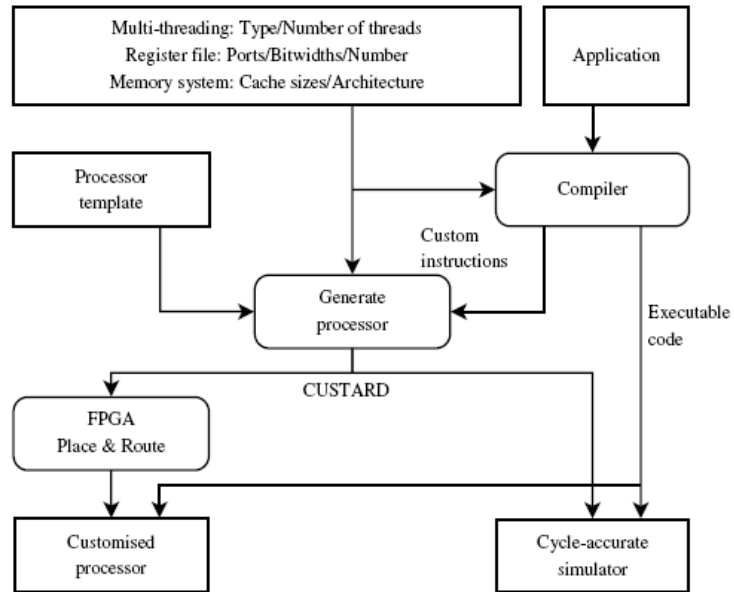 Multi-threading: Type/Number of threads
Register file: Ports/Bitwidths/Number
Memory system: Cache sizes/Architecture
Application
Processor
template
Compiler
Custom
instructions
Generate
processor
Executable
code
CUSTARD
FPGA
Place & Route
Customised
processor
Cycle-accurate
simulator